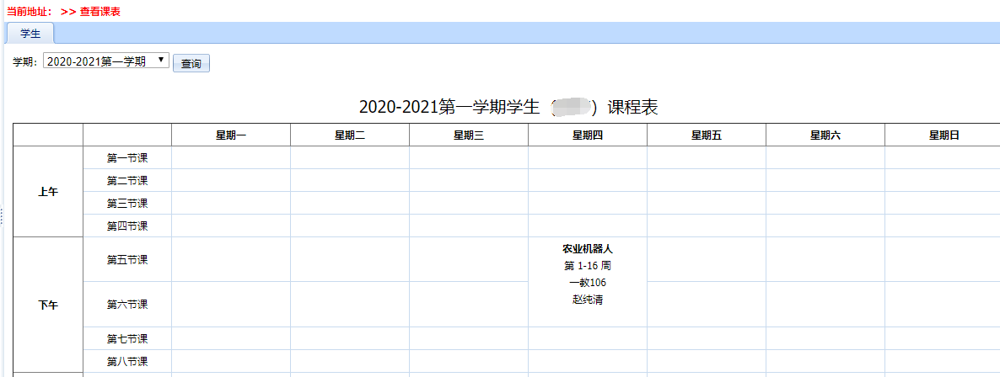 当前地址： >> 查看课表
学生
学期： 2020-2021第一学期 查询
2020-2021第一学期学生（ ）课程表
星期一 星期二 星期三 星期四 星期五 星期六 星期日
上午
第一节课
第二节课
第三节课
第四节课
下午
第五节课
农业机器人
第 1-16 周
一教106
赵纯清
第六节课
第七节课
第八节课